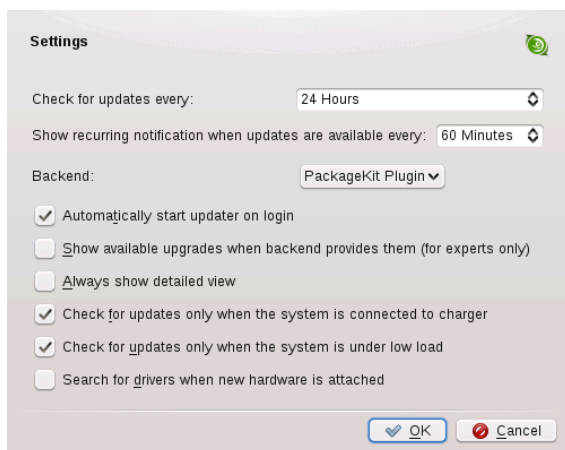 Settings
Check for updates every: 24 Hours
Show recurring notification when updates are available every: 60 Minutes
Backend: PackageKit Plugin
Automatically start updater on login
Show available upgrades when backend provides them (for experts only)
Always show detailed view
Check for updates only when the system is connected to charger
Check for updates only when the system is under low load
Search for drivers when new hardware is attached
OK Cancel